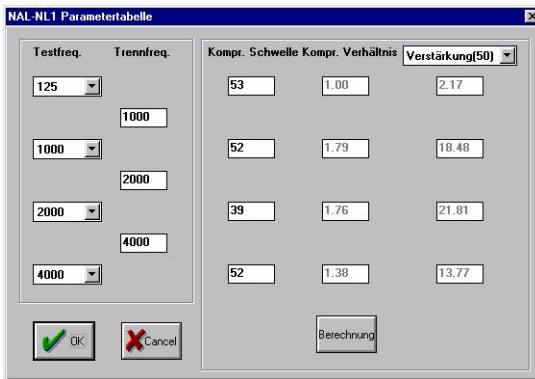 NAL-NL1 Parametertabelle
Testfreq. Trennfreq. Kompr. Schwelle Kompr. Verhältnis Verstärkung(50)
125 53 1.00 2.17
1000
1000 52 1.79 18.48
2000
2000 39 1.76 21.81
4000
4000 52 1.38 13.77
OK Cancel Berechnung